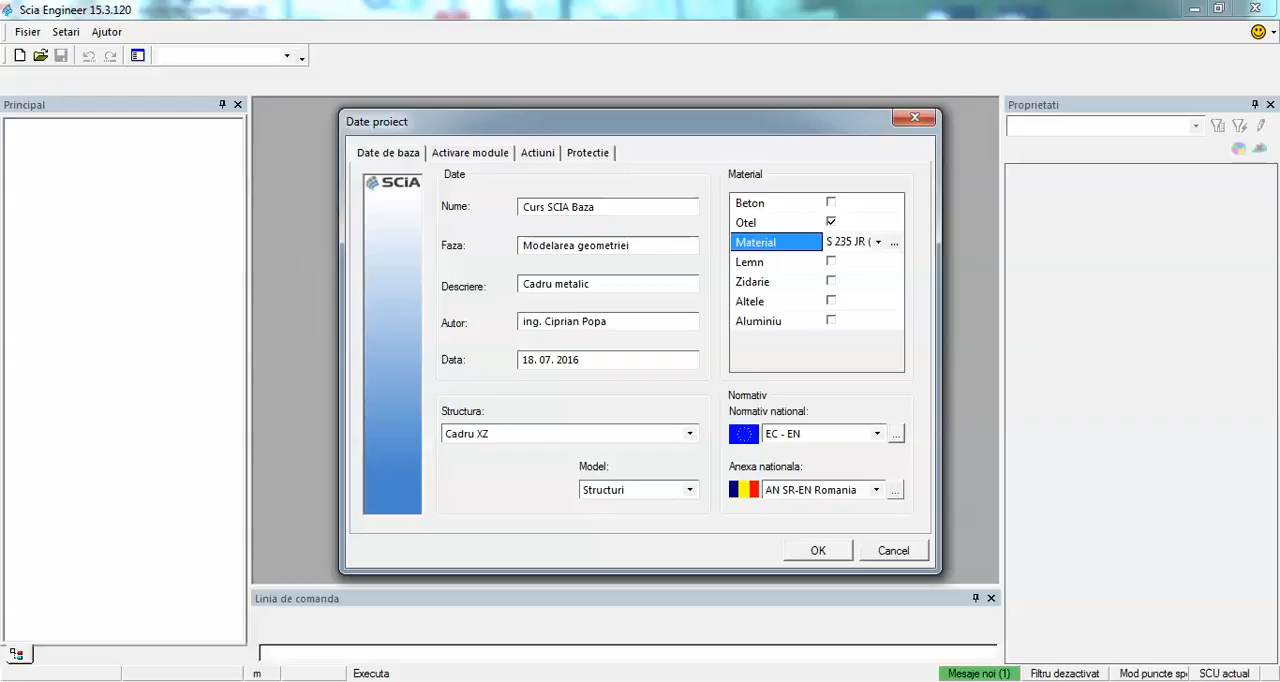 Scia Engineer 15.3.120
Fisier Setari Ajutor
Principal
Proprietati
Date proiect
Date de baza Activare module Actiuni Protectie
SCiA
Date
Nume: Curs SCIA Baza
Faza: Modelarea geometriei
Descriere: Cadru metalic
Autor: ing. Ciprian Popa
Data: 18. 07. 2016
Material
Beton
Otel
Material S 235 JR ( ...
Lemn
Zidarie
Altele
Aluminiu
Structura:
Cadru XZ
Model:
Structuri
Normativ
Normativ national:
EC - EN ...
Anexa nationala:
AN SR-EN Romania ...
OK Cancel
Linia de comanda
m Executa Mesaje noi (1) Filtru dezactivat Mod puncte spe SCU actual